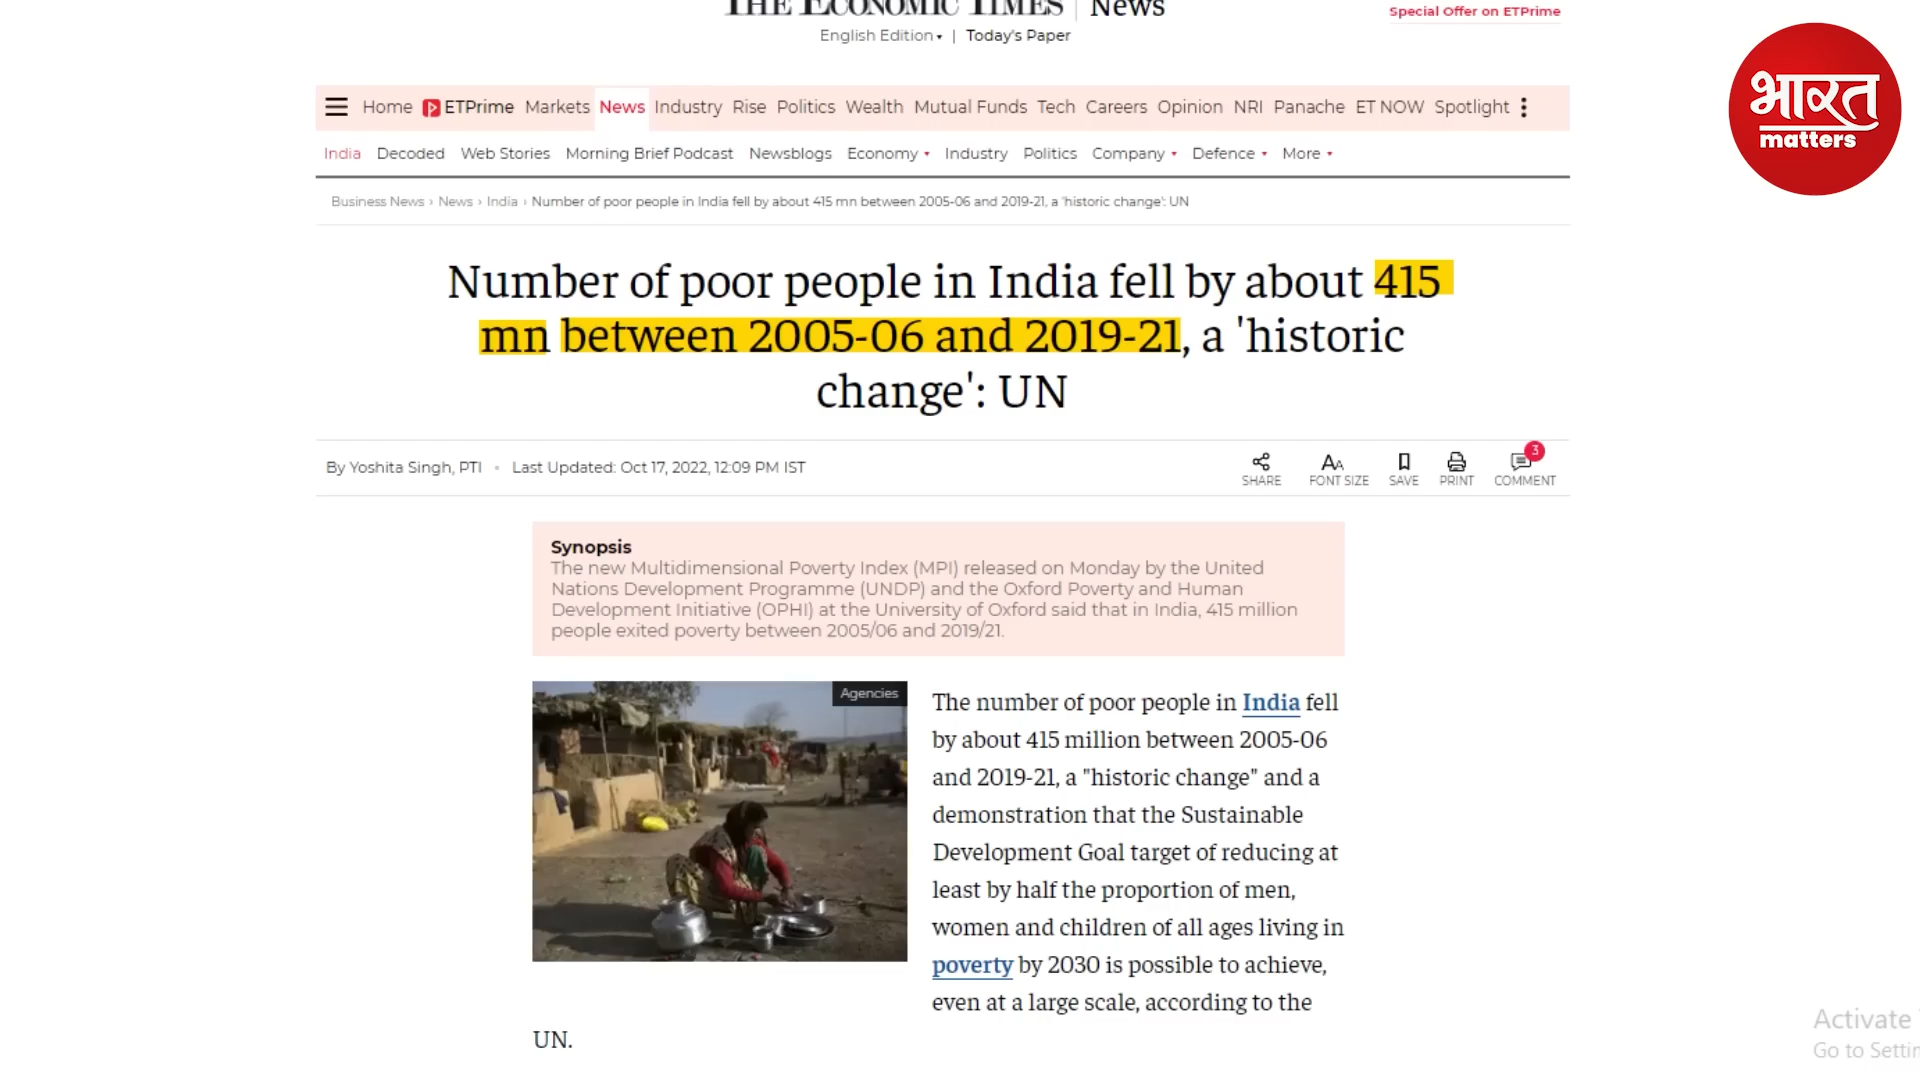 THE ECONOMIC TIMES | News
Special Offer on ETPrime
English Edition | Today's Paper
भारत
matters
Home ETPrime Markets News Industry Rise Politics Wealth Mutual Funds Tech Careers Opinion NRI Panache ET NOW Spotlight
India Decoded Web Stories Morning Brief Podcast Newsblogs Economy Industry Politics Company Defence More
Business News › News › India › Number of poor people in India fell by about 415 mn between 2005-06 and 2019-21, a 'historic change': UN
Number of poor people in India fell by about 415
mn between 2005-06 and 2019-21, a 'historic
change': UN
By Yoshita Singh, PTI • Last Updated: Oct 17, 2022, 12:09 PM IST
SHARE FONT SIZE SAVE PRINT 3 COMMENT
Synopsis
The new Multidimensional Poverty Index (MPI) released on Monday by the United
Nations Development Programme (UNDP) and the Oxford Poverty and Human
Development Initiative (OPHI) at the University of Oxford said that in India, 415 million
people exited poverty between 2005/06 and 2019/21.
Agencies
The number of poor people in India fell
by about 415 million between 2005-06
and 2019-21, a "historic change" and a
demonstration that the Sustainable
Development Goal target of reducing at
least by half the proportion of men,
women and children of all ages living in
poverty by 2030 is possible to achieve,
even at a large scale, according to the
UN.
Activate
Go to